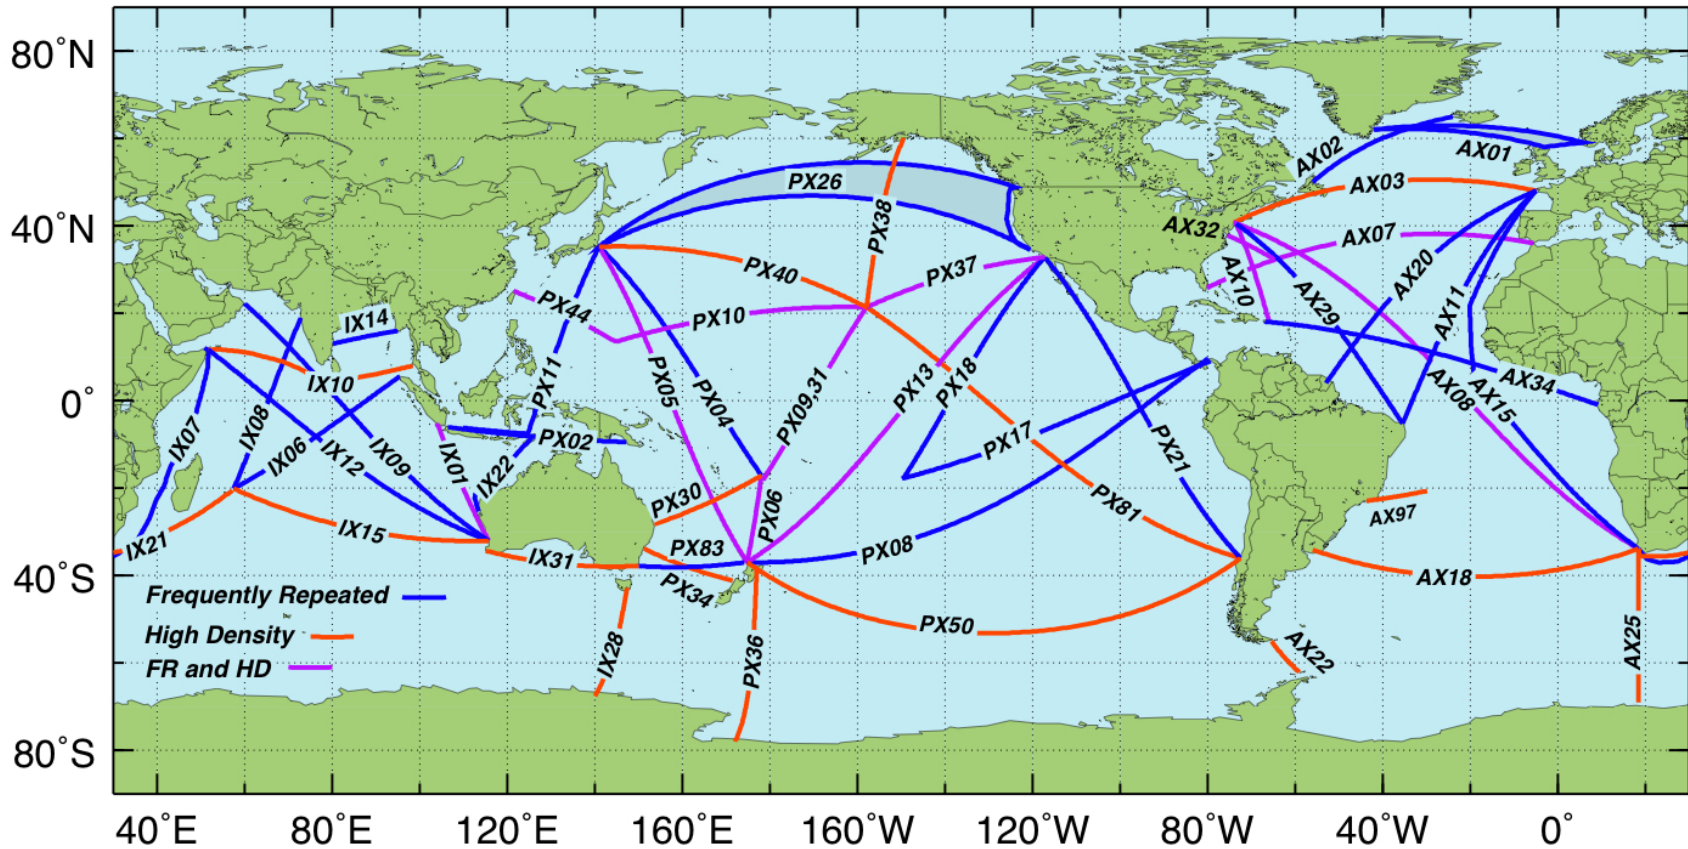 80°N
40°N
0°
40°S
80°S
AX02
AX01
PX26
AX03
PX38
AX32
AX07
PX40
PX37
AX10
AX20
PX44
PX10
AX29
AX11
IX14
PX11
IX10
PX05
PX04
PX09,31
PX13
PX18
AX08
AX15
AX34
IX07
IX08
IX06
IX12
IX09
IX01
IX22
PX02
PX17
PX21
PX30
PX06
PX81
AX97
IX21
IX15
IX31
PX83
PX34
PX08
AX18
PX50
IX28
PX36
AX22
AX25
Frequently Repeated
High Density
FR and HD
40°E
80°E
120°E
160°E
160°W
120°W
80°W
40°W
0°